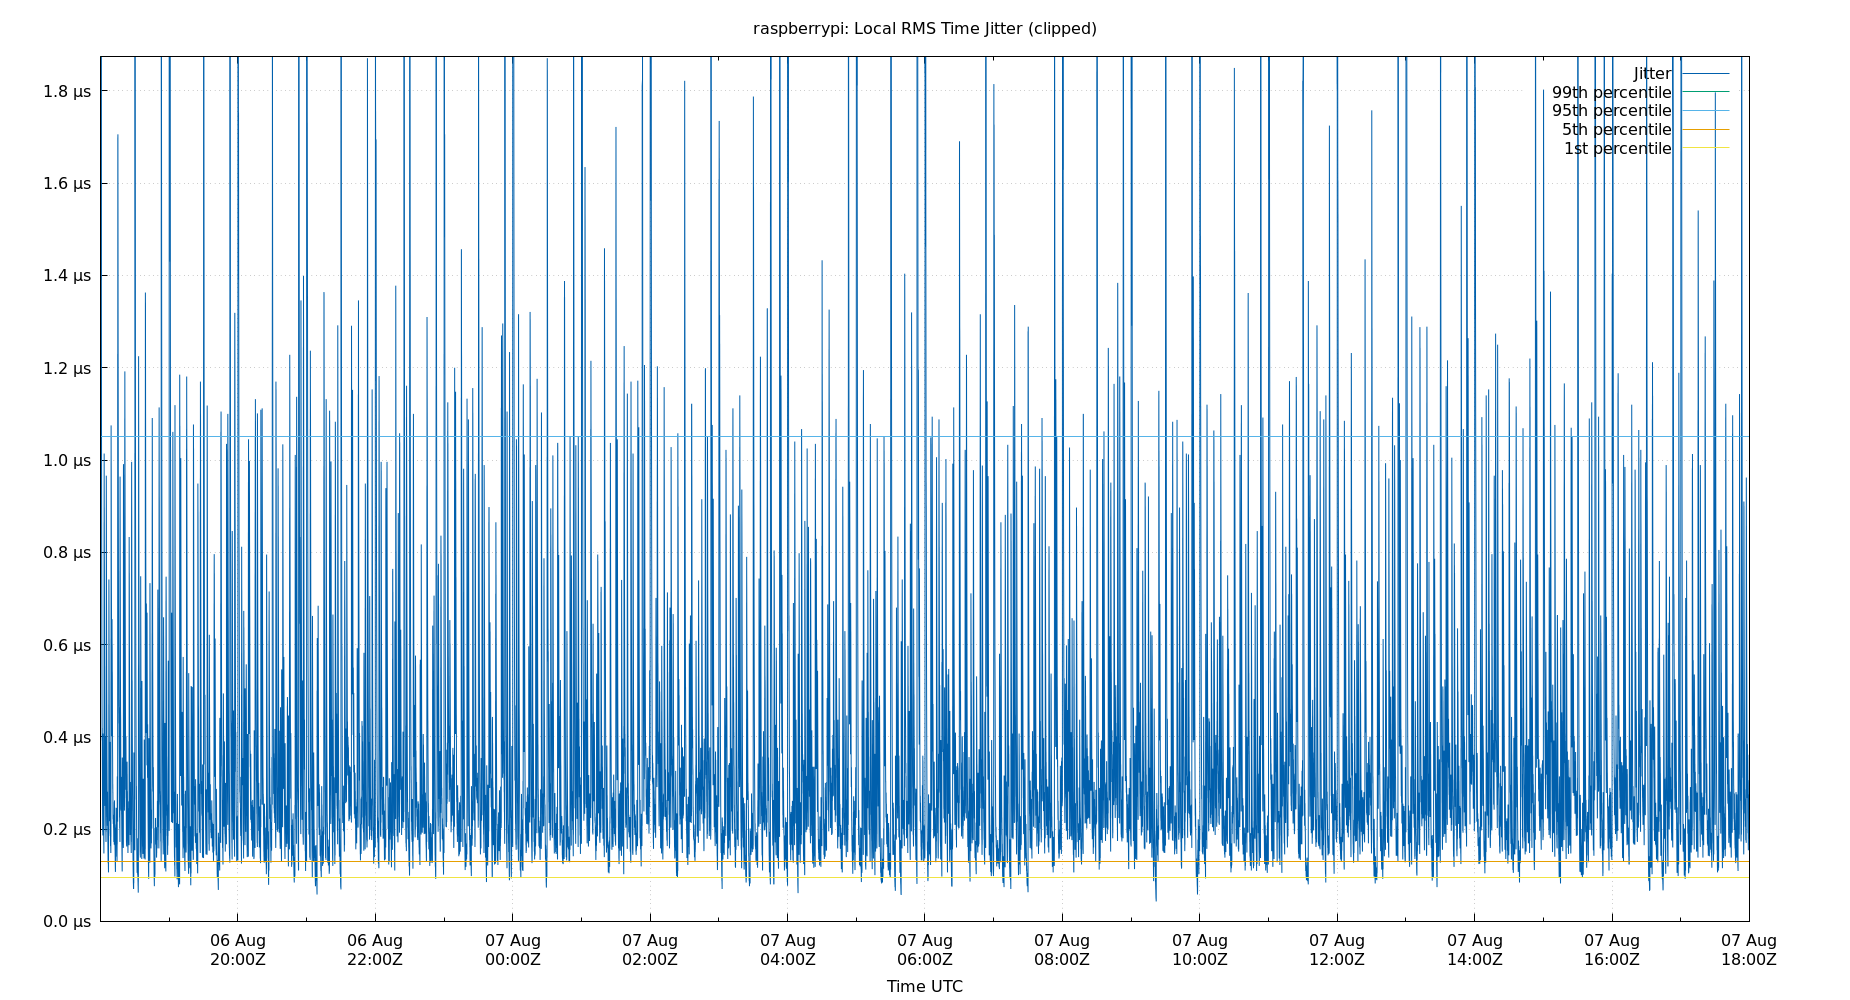 raspberrypi: Local RMS Time Jitter (clipped)
Jitter
99th percentile
95th percentile
5th percentile
1st percentile
1.8 µs
1.6 µs
1.4 µs
1.2 µs
1.0 µs
0.8 µs
0.6 µs
0.4 µs
0.2 µs
0.0 µs
06 Aug 06 Aug 07 Aug 07 Aug 07 Aug 07 Aug 07 Aug 07 Aug 07 Aug 07 Aug 07 Aug 07 Aug
20:00Z 22:00Z 00:00Z 02:00Z 04:00Z 06:00Z 08:00Z 10:00Z 12:00Z 14:00Z 16:00Z 18:00Z
Time UTC